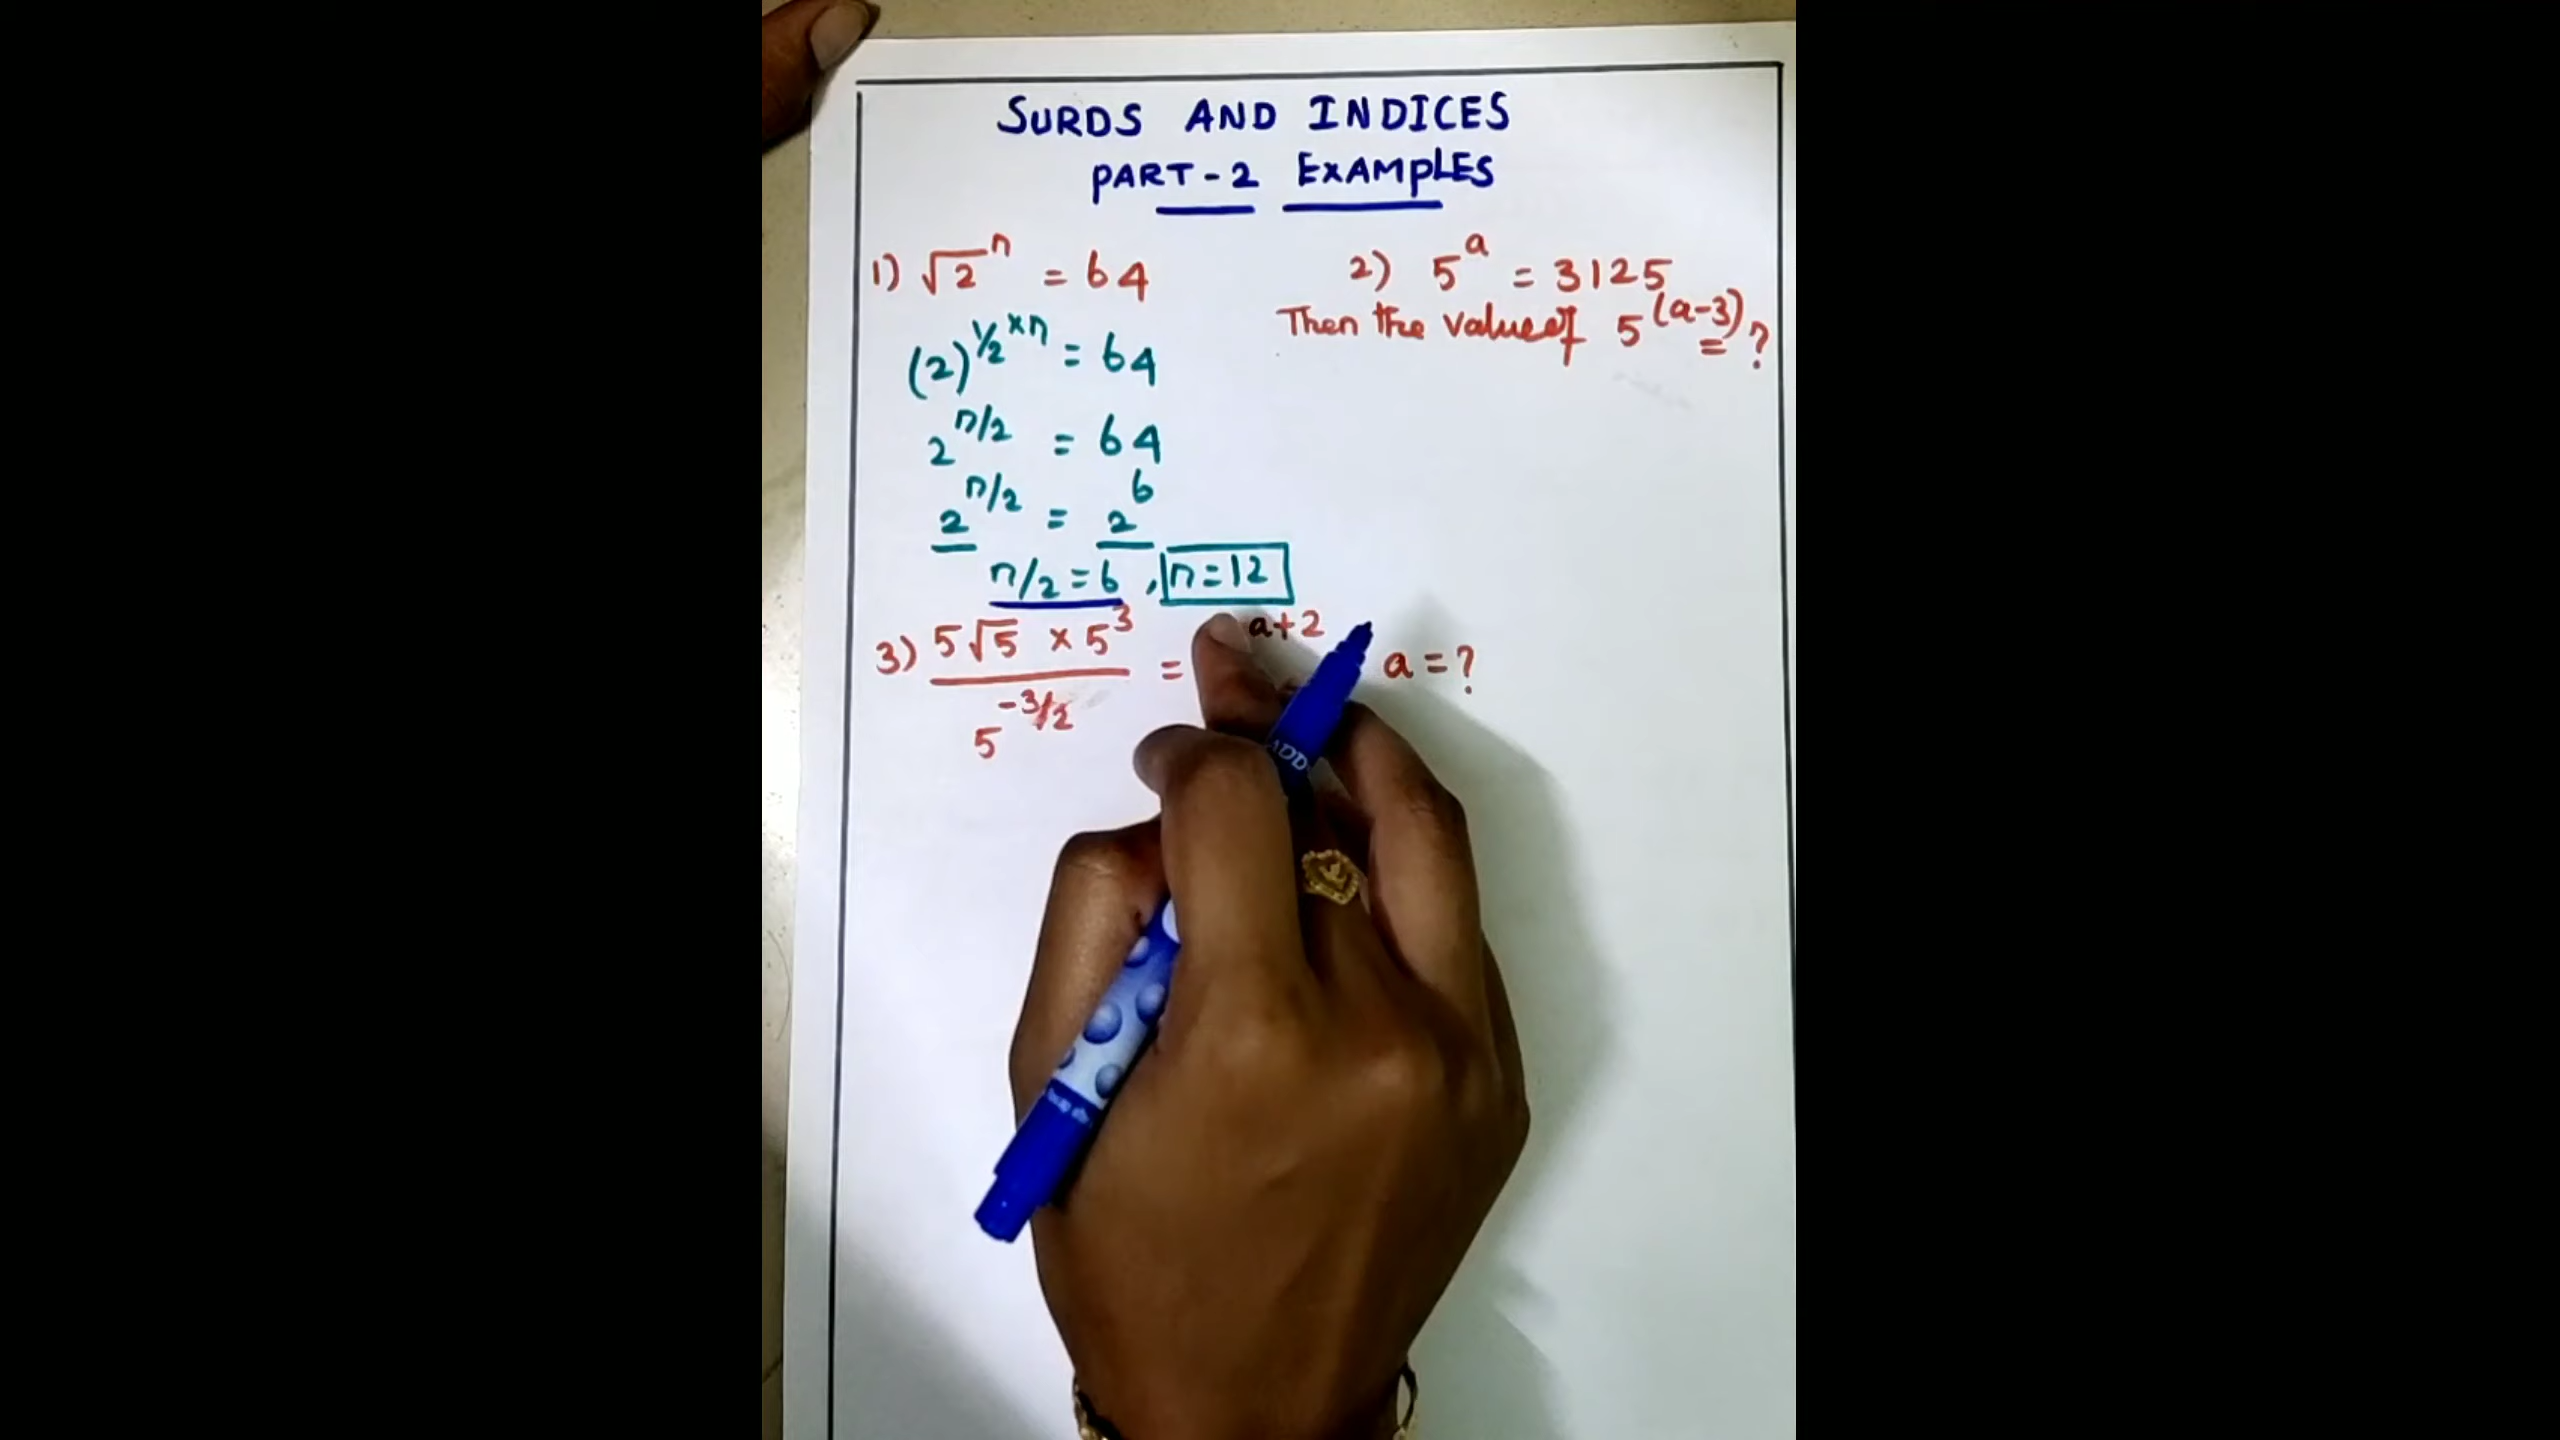 SURDS AND INDICES
PART-2 EXAMPLES
1) √2^n = 64
(2)^1/2×n = 64
2^n/2 = 64
2^n/2 = 2^6
n/2 = 6, n=12
2) 5^a = 3125
Then the value of 5^(a-3) = ?
3) 5√5 × 5^3 / 5^-3/2 = a+2 a = ?
ADD